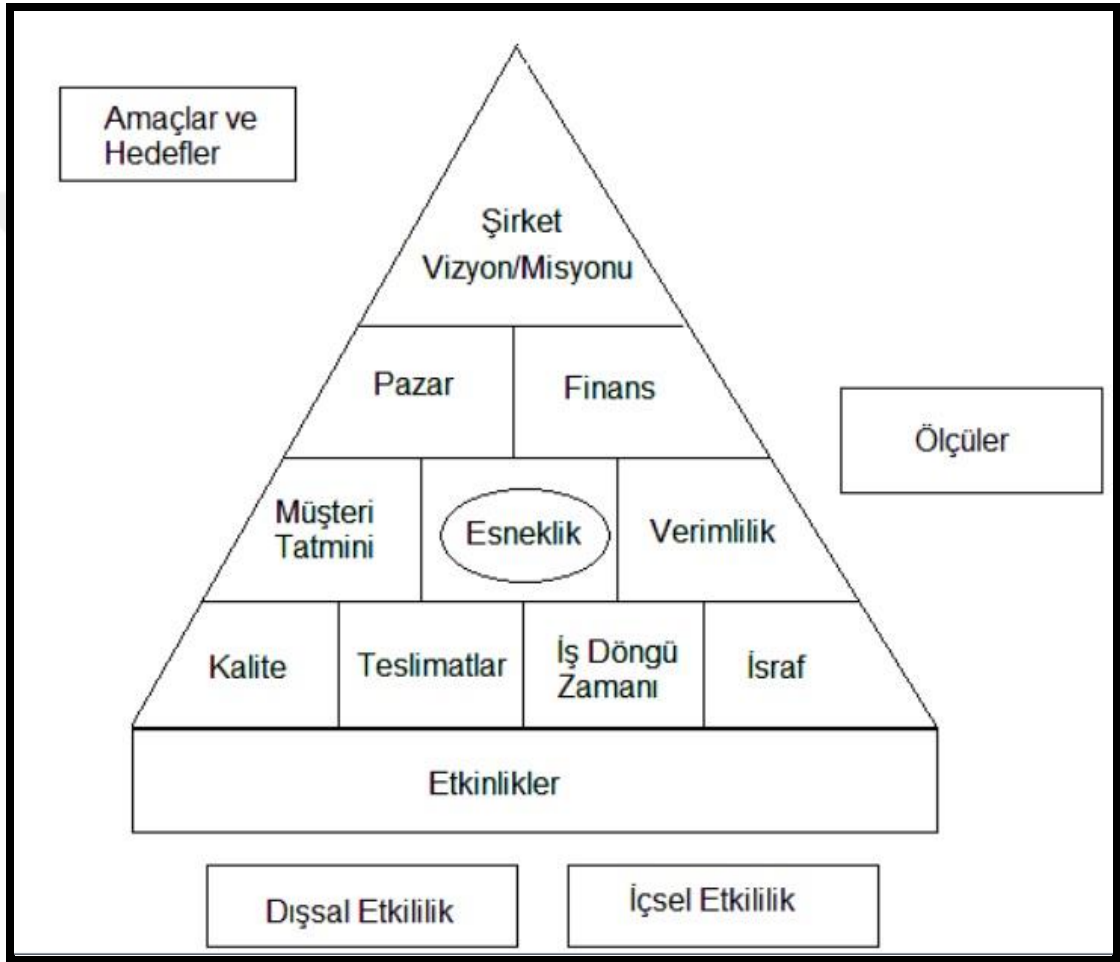 Amaçlar ve
Hedefler
Şirket
Vizyon/Misyonu
Pazar
Finans
Ölçüler
Müşteri
Tatmini
Esneklik
Verimlilik
Kalite
Teslimatlar
İş Döngü
Zamanı
İsraf
Etkinlikler
Dışsal Etkililik
İçsel Etkililik